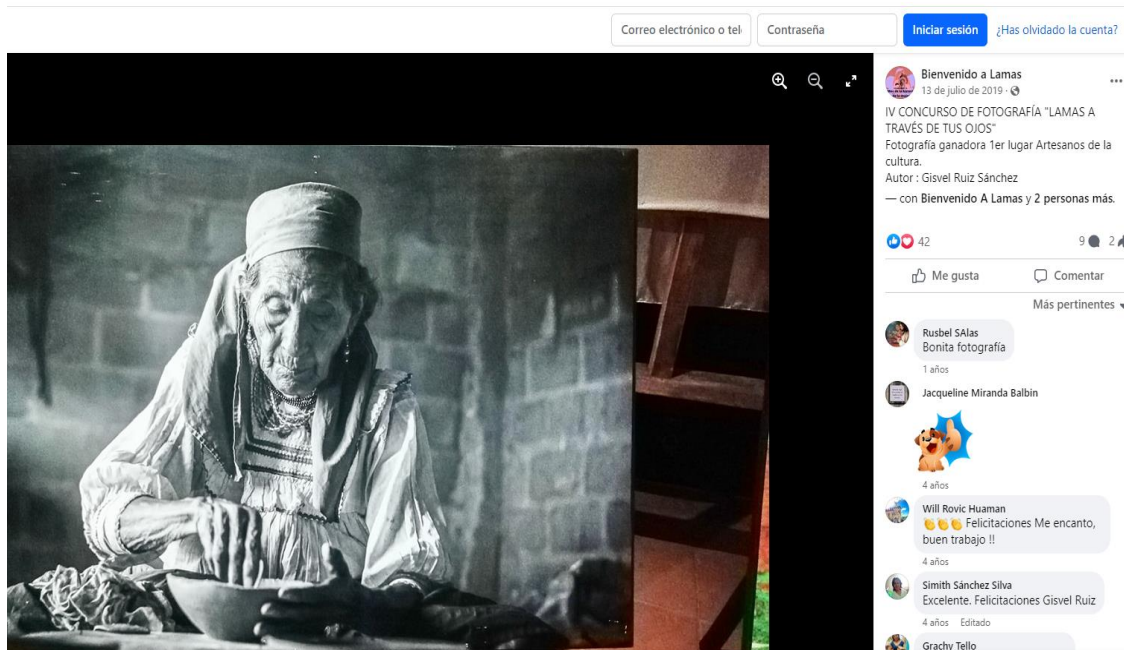 Correo electrónico o tel
Contraseña
Iniciar sesión
¿Has olvidado la cuenta?
Bienvenido a Lamas
13 de julio de 2019 ·
IV CONCURSO DE FOTOGRAFÍA "LAMAS A
TRAVÉS DE TUS OJOS"
Fotografía ganadora 1er lugar Artesanos de la
cultura.
Autor : Gisvel Ruiz Sánchez
— con Bienvenido A Lamas y 2 personas más.
42
9
2
Me gusta
Comentar
Más pertinentes
Rusbel SAlas
Bonita fotografía
1 años
Jacqueline Miranda Balbin
4 años
Will Rovic Huaman
👏👏👏 Felicitaciones Me encanto,
buen trabajo !!
4 años
Simith Sánchez Silva
Excelente. Felicitaciones Gisvel Ruiz
4 años Editado
Grachy Tello